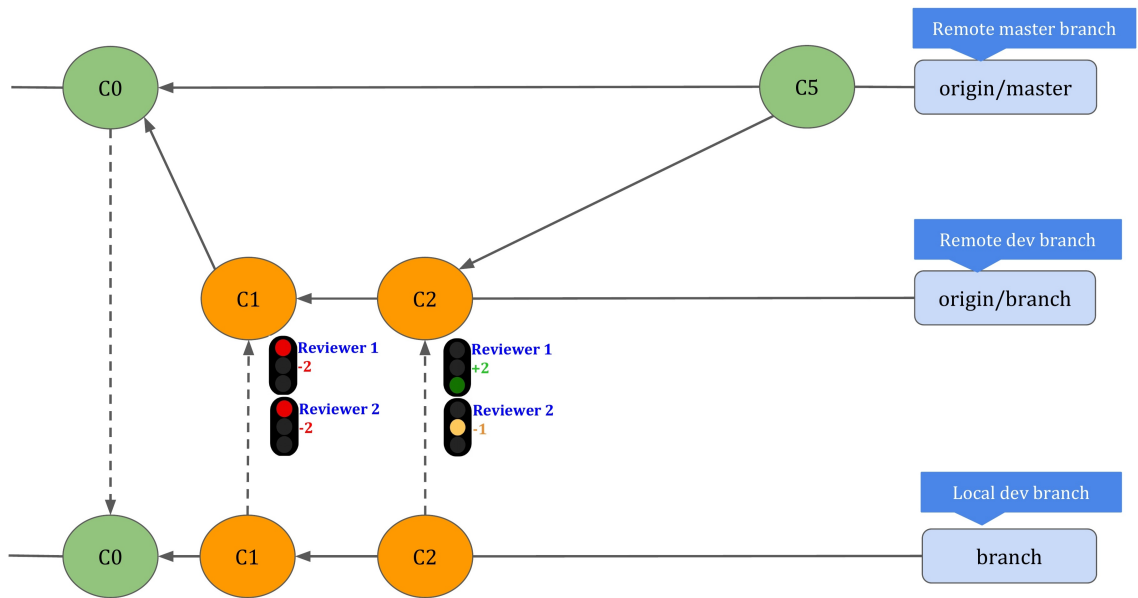 Remote master branch
C0
C5
origin/master
Remote dev branch
C1
C2
origin/branch
Reviewer 1
-2
Reviewer 2
-2
Reviewer 1
+2
Reviewer 2
-1
Local dev branch
C0
C1
C2
branch